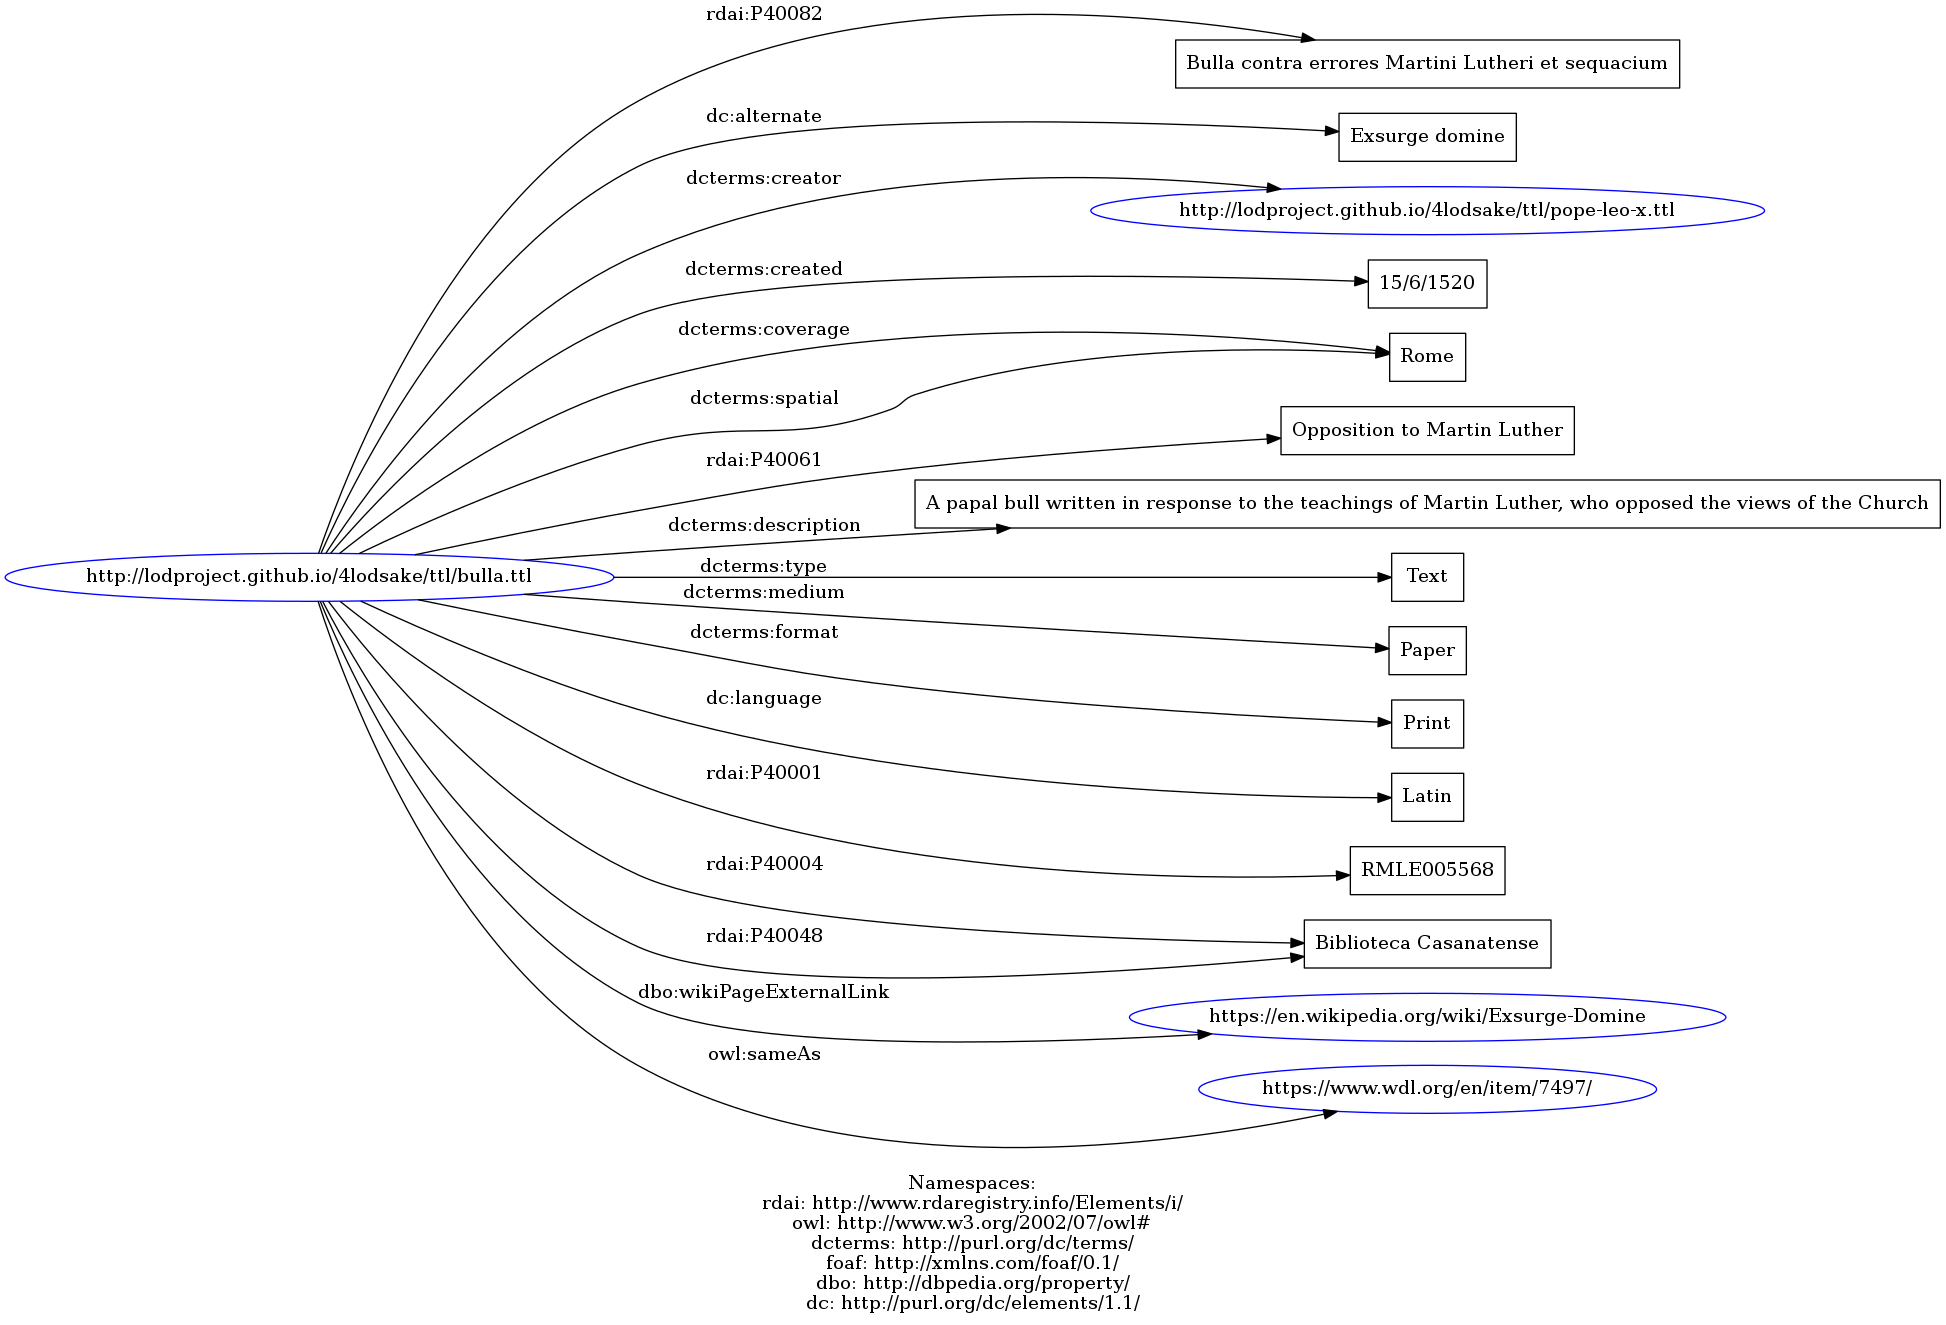 rdai:P40082
Bulla contra errores Martini Lutheri et sequacium
dc:alternate
Exsurge domine
dcterms:creator
http://lodproject.github.io/4lodsake/ttl/pope-leo-x.ttl
dcterms:created
15/6/1520
dcterms:coverage
Rome
dcterms:spatial
Opposition to Martin Luther
rdai:P40061
A papal bull written in response to the teachings of Martin Luther, who opposed the views of the Church
dcterms:description
http://lodproject.github.io/4lodsake/ttl/bulla.ttl
dcterms:type
Text
dcterms:medium
Paper
dcterms:format
Print
dc:language
Latin
rdai:P40001
RMLE005568
rdai:P40004
Biblioteca Casanatense
rdai:P40048
dbo:wikiPageExternalLink
https://en.wikipedia.org/wiki/Exsurge-Domine
owl:sameAs
https://www.wdl.org/en/item/7497/
Namespaces:
rdai: http://www.rdaregistry.info/Elements/i/
owl: http://www.w3.org/2002/07/owl#
dcterms: http://purl.org/dc/terms/
foaf: http://xmlns.com/foaf/0.1/
dbo: http://dbpedia.org/property/
dc: http://purl.org/dc/elements/1.1/